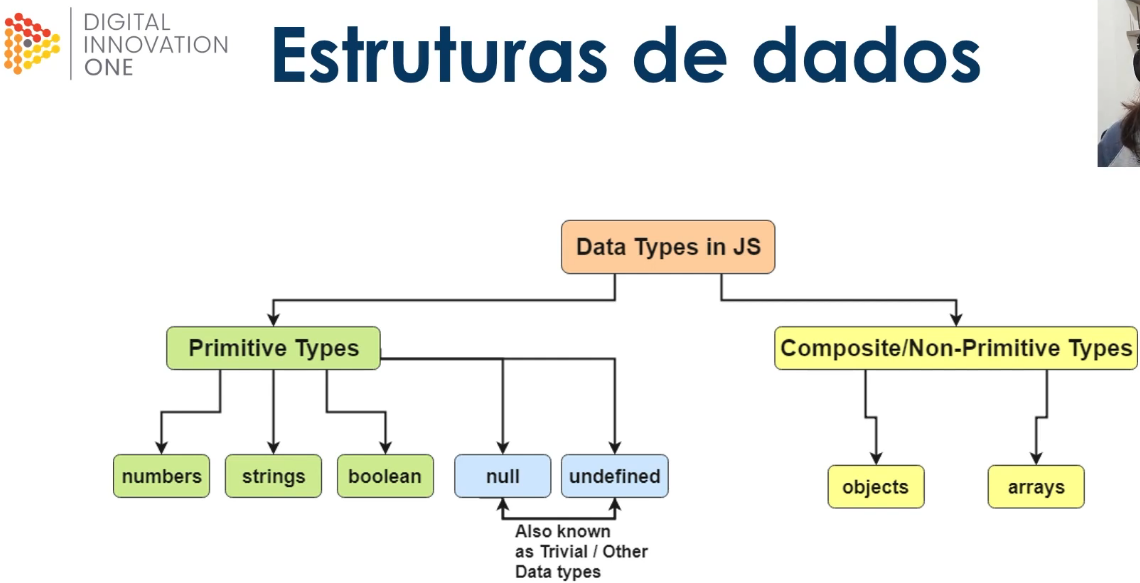 DIGITAL
INNOVATION
ONE
Estruturas de dados
Data Types in JS
Primitive Types
Composite/Non-Primitive Types
numbers
strings
boolean
null
undefined
objects
arrays
Also known
as Trivial / Other
Data types